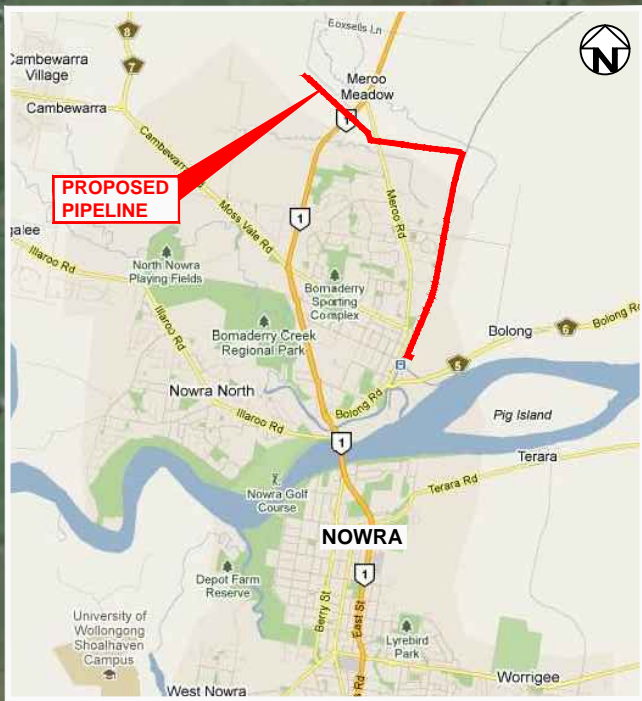 Foxsells Ln
8
N
Cambewarra
Village
7
Meroo
Meadow
Cambewarra
1
Cambewarra Rd
PROPOSED
PIPELINE
Moss Vale Rd
1
Meroo Rd
galee
Illaroo Rd
North Nowra
Playing Fields
Bomaderry
Sporting
Complex
Bolong Rd
6
Bolong
Bomaderry Creek
Regional Park
Illaroo Rd
5
Nowra North
Bolong Rd
Illaroo Rd
Pig Island
1
Terara
Nowra Golf
Course
Terara Rd
NOWRA
Depot Farm
Reserve
1
Berry St
East St
University of
Wollongong
Shoalhaven
Campus
Lyrebird
Park
Worrigee
West Nowra
s Rd